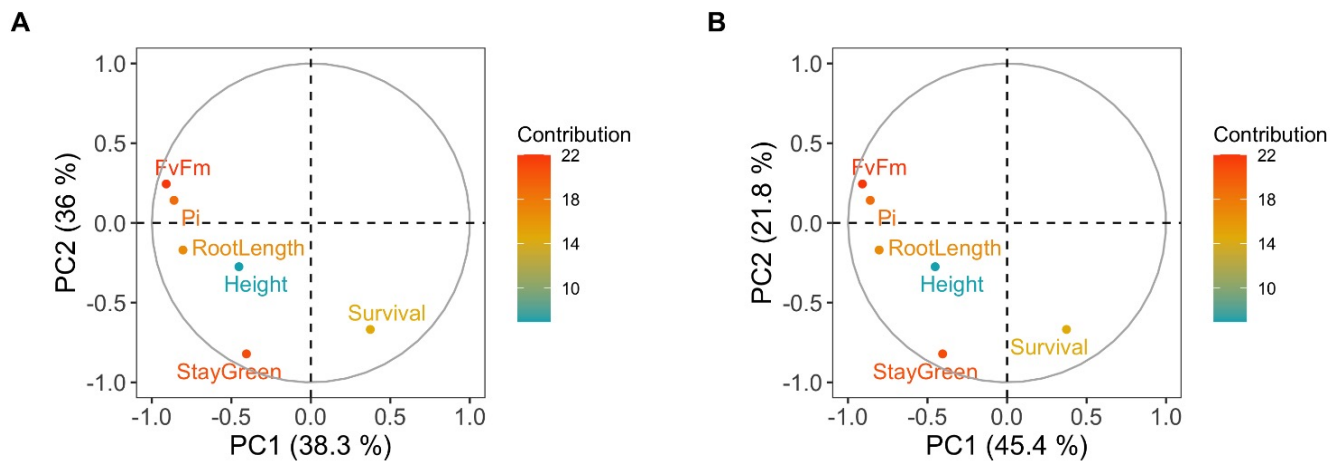 A
PC2 (36 %)
1.0
0.5
0.0
-0.5
-1.0
FvFm
Pi
RootLength
Height
Survival
StayGreen
-1.0 -0.5 0.0 0.5 1.0
PC1 (38.3 %)
Contribution
22
18
14
10
B
PC2 (21.8 %)
1.0
0.5
0.0
-0.5
-1.0
FvFm
Pi
RootLength
Height
Survival
StayGreen
-1.0 -0.5 0.0 0.5 1.0
PC1 (45.4 %)
Contribution
22
18
14
10